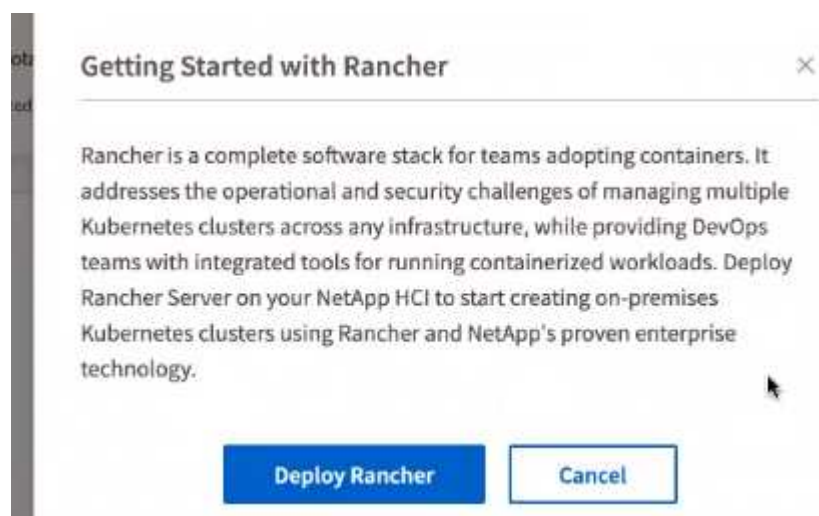 Getting Started with Rancher
Rancher is a complete software stack for teams adopting containers. It
addresses the operational and security challenges of managing multiple
Kubernetes clusters across any infrastructure, while providing DevOps
teams with integrated tools for running containerized workloads. Deploy
Rancher Server on your NetApp HCI to start creating on-premises
Kubernetes clusters using Rancher and NetApp's proven enterprise
technology.
Deploy Rancher Cancel